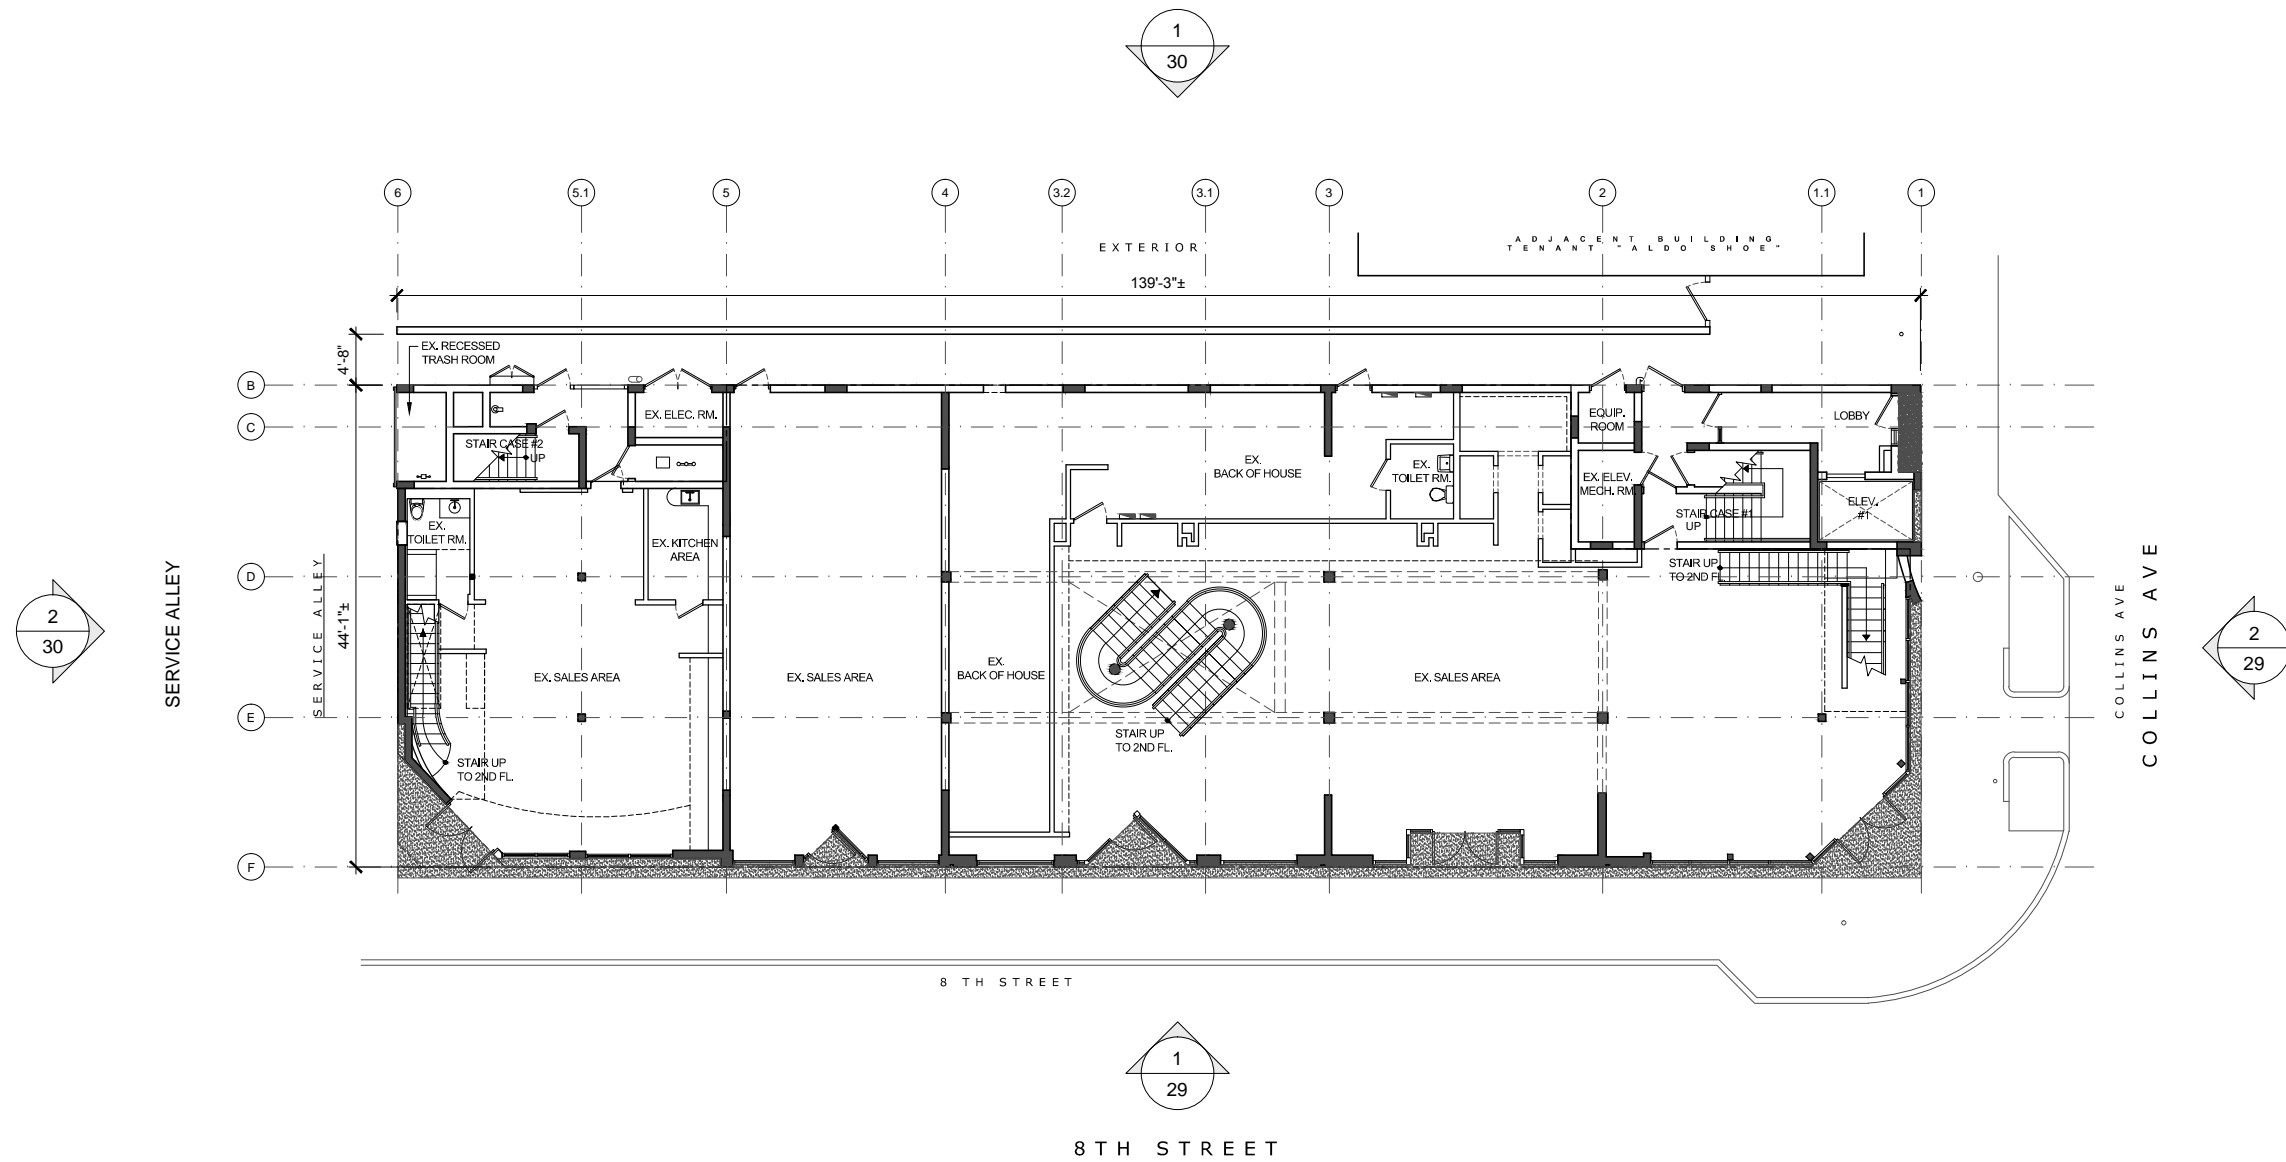 1
30
6
5.1
5
4
3.2
3.1
3
2
1.1
1
EXTERIOR
ADJACENT BUILDING
TENANT "ALDO SHOE"
139'-3"±
4'-8"
EX. RECESSED
TRASH ROOM
B
C
EX. ELEC. RM.
EQUIP.
ROOM
LOBBY
STAIR CASE #2
UP
EX.
BACK OF HOUSE
EX.
TOILET RM.
EX. ELEV.
MECH. RM.
ELEV.
#1
STAIR CASE #1
UP
EX.
TOILET RM.
EX. KITCHEN
AREA
STAIR UP
TO 2ND FL.
D
44'-1"±
SERVICE ALLEY
SERVICE ALLEY
2
30
COLLINS AVE
COLLINS AVE
2
29
EX. SALES AREA
EX. SALES AREA
EX.
BACK OF HOUSE
EX. SALES AREA
E
STAIR UP
TO 2ND FL.
STAIR UP
TO 2ND FL.
F
8 TH STREET
1
29
8TH STREET